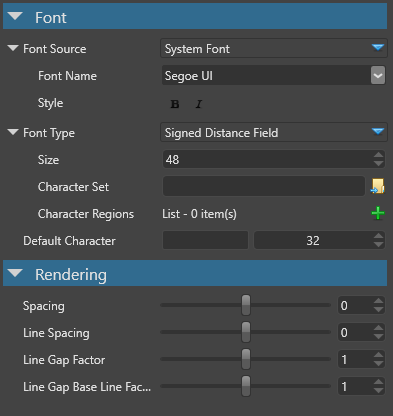 Font
Font Source System Font
Font Name Segoe UI
Style B I
Font Type Signed Distance Field
Size 48
Character Set
Character Regions List - 0 item(s)
Default Character 32
Rendering
Spacing 0
Line Spacing 0
Line Gap Factor 1
Line Gap Base Line Fac... 1